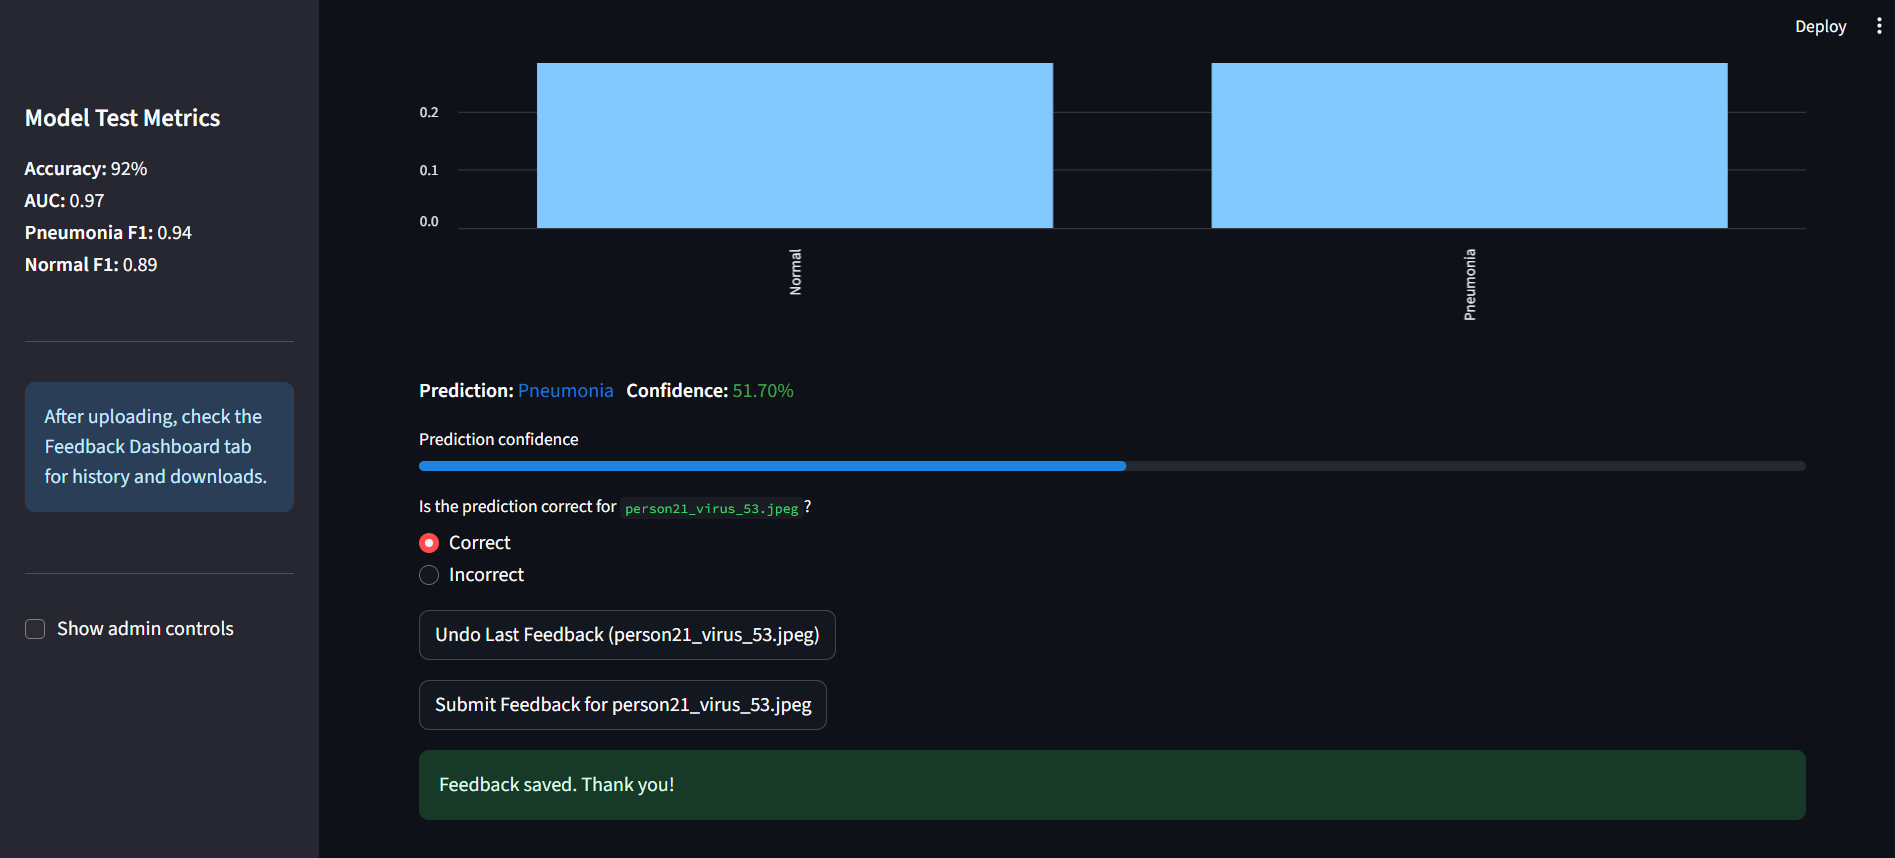 Deploy
Model Test Metrics
Accuracy: 92%
AUC: 0.97
Pneumonia F1: 0.94
Normal F1: 0.89
After uploading, check the
Feedback Dashboard tab
for history and downloads.
Show admin controls
0.2
0.1
0.0
Normal
Pneumonia
Prediction: Pneumonia Confidence: 51.70%
Prediction confidence
Is the prediction correct for person21_virus_53.jpeg ?
Correct
Incorrect
Undo Last Feedback (person21_virus_53.jpeg)
Submit Feedback for person21_virus_53.jpeg
Feedback saved. Thank you!